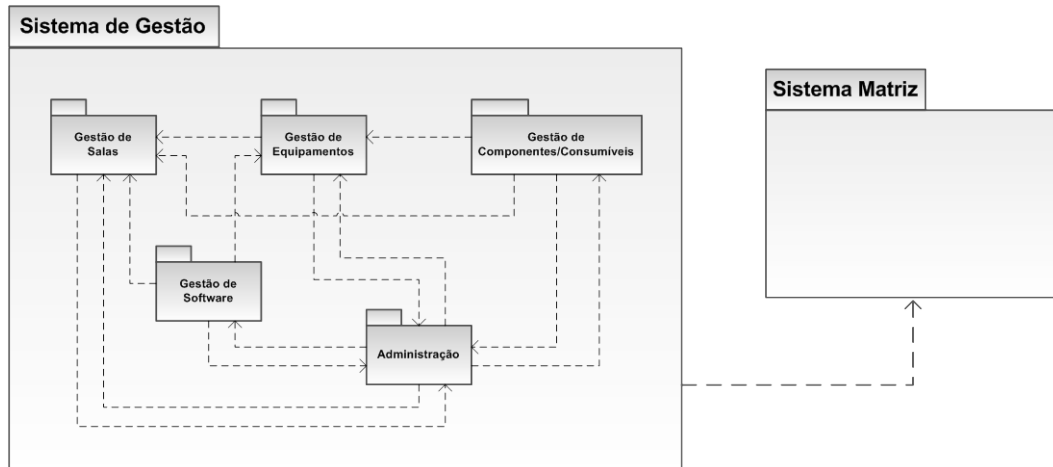 Sistema de Gestão
Sistema Matriz
Gestão de
Salas
Gestão de
Equipamentos
Gestão de
Componentes/Consumíveis
Gestão de
Software
Administração